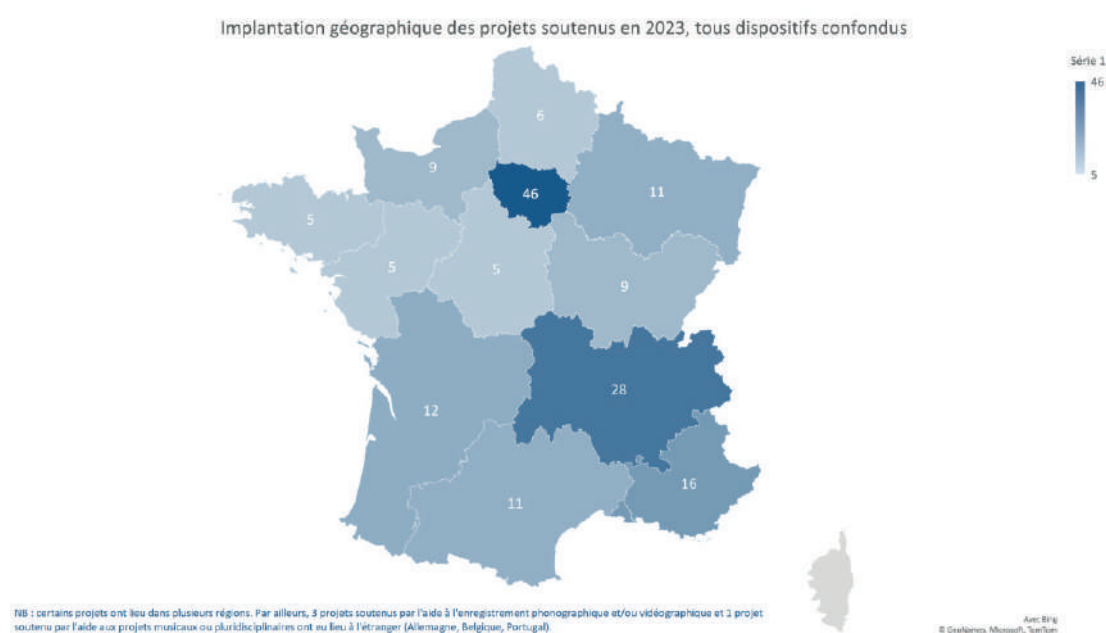 Implantation géographique des projets soutenus en 2023, tous dispositifs confondus
Série 1
46
5
6
9
46
11
5
5
5
9
28
12
16
11
NB : certains projets ont lieu dans plusieurs régions. Par ailleurs, 3 projets soutenus par l'aide à l'enregistrement phonographique et/ou vidéographique et 1 projet
soutenu par l'aide aux projets musicaux ou pluridisciplinaires ont eu lieu à l'étranger (Allemagne, Belgique, Portugal).
Avec Bing
© GeoNames, Microsoft, TomTom